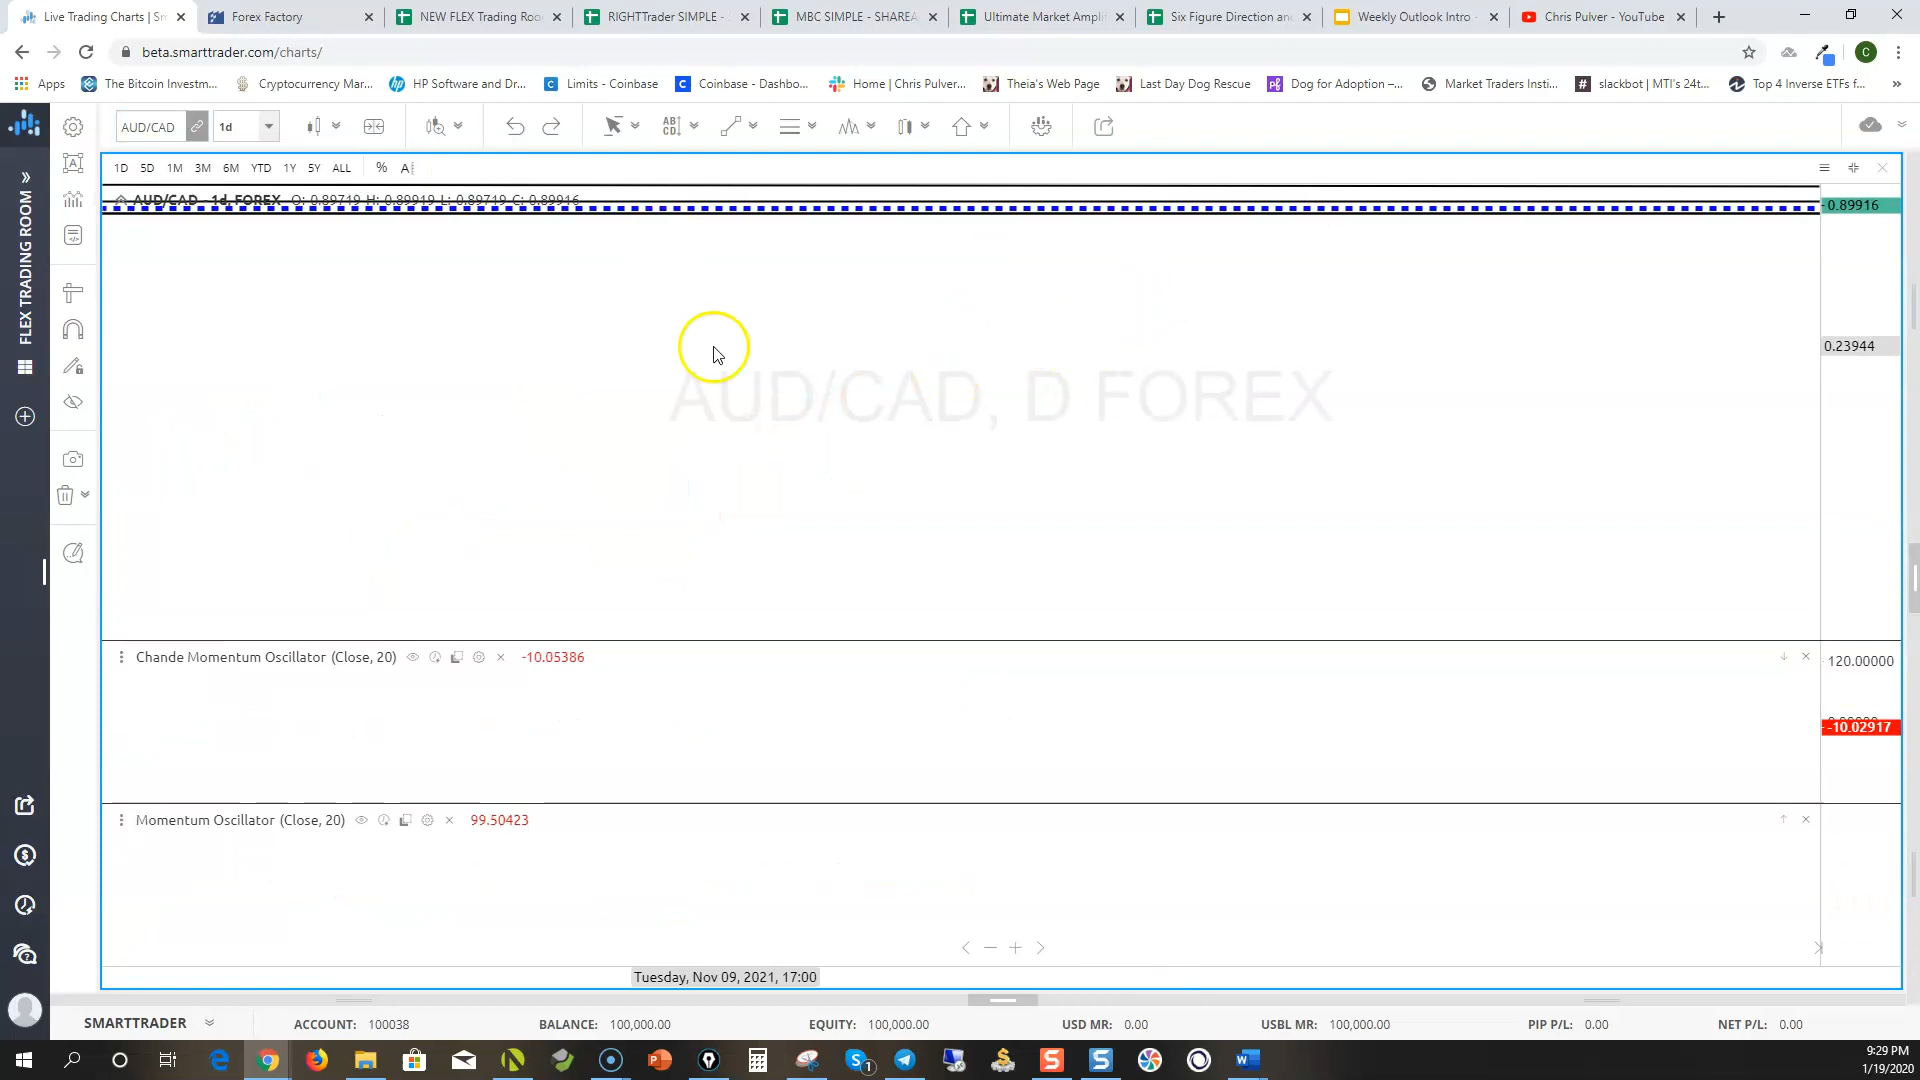 Live Trading Charts | Sm
Forex Factory
NEW FLEX Trading Roo
RIGHTTrader SIMPLE -
MBC SIMPLE - SHAREA
Ultimate Market Amplif
Six Figure Direction an
Weekly Outlook Intro -
Chris Pulver - YouTube
beta.smarttrader.com/charts/
C
Apps
The Bitcoin Investm...
Cryptocurrency Mar...
HP Software and Dr...
Limits - Coinbase
Coinbase - Dashbo...
Home | Chris Pulver...
Theia's Web Page
Last Day Dog Rescue
Dog for Adoption –...
Market Traders Insti...
slackbot | MTI's 24t...
Top 4 Inverse ETFs f...
»
AUD/CAD
1d
AB
CD
1D 5D 1M 3M 6M YTD 1Y 5Y ALL % A
AUD/CAD - 1d, FOREX O: 0.89719 H: 0.89919 L: 0.89719 C: 0.89916
0.89916
FLEX TRADING ROOM
0.23944
AUD/CAD, D FOREX
Chande Momentum Oscillator (Close, 20) -10.05386
120.00000
-10.02917
Momentum Oscillator (Close, 20) 99.50423
Tuesday, Nov 09, 2021, 17:00
SMARTTRADER
ACCOUNT: 100038
BALANCE: 100,000.00
EQUITY: 100,000.00
USD MR: 0.00
USBL MR: 100,000.00
PIP P/L: 0.00
NET P/L: 0.00
9:29 PM
1/19/2020